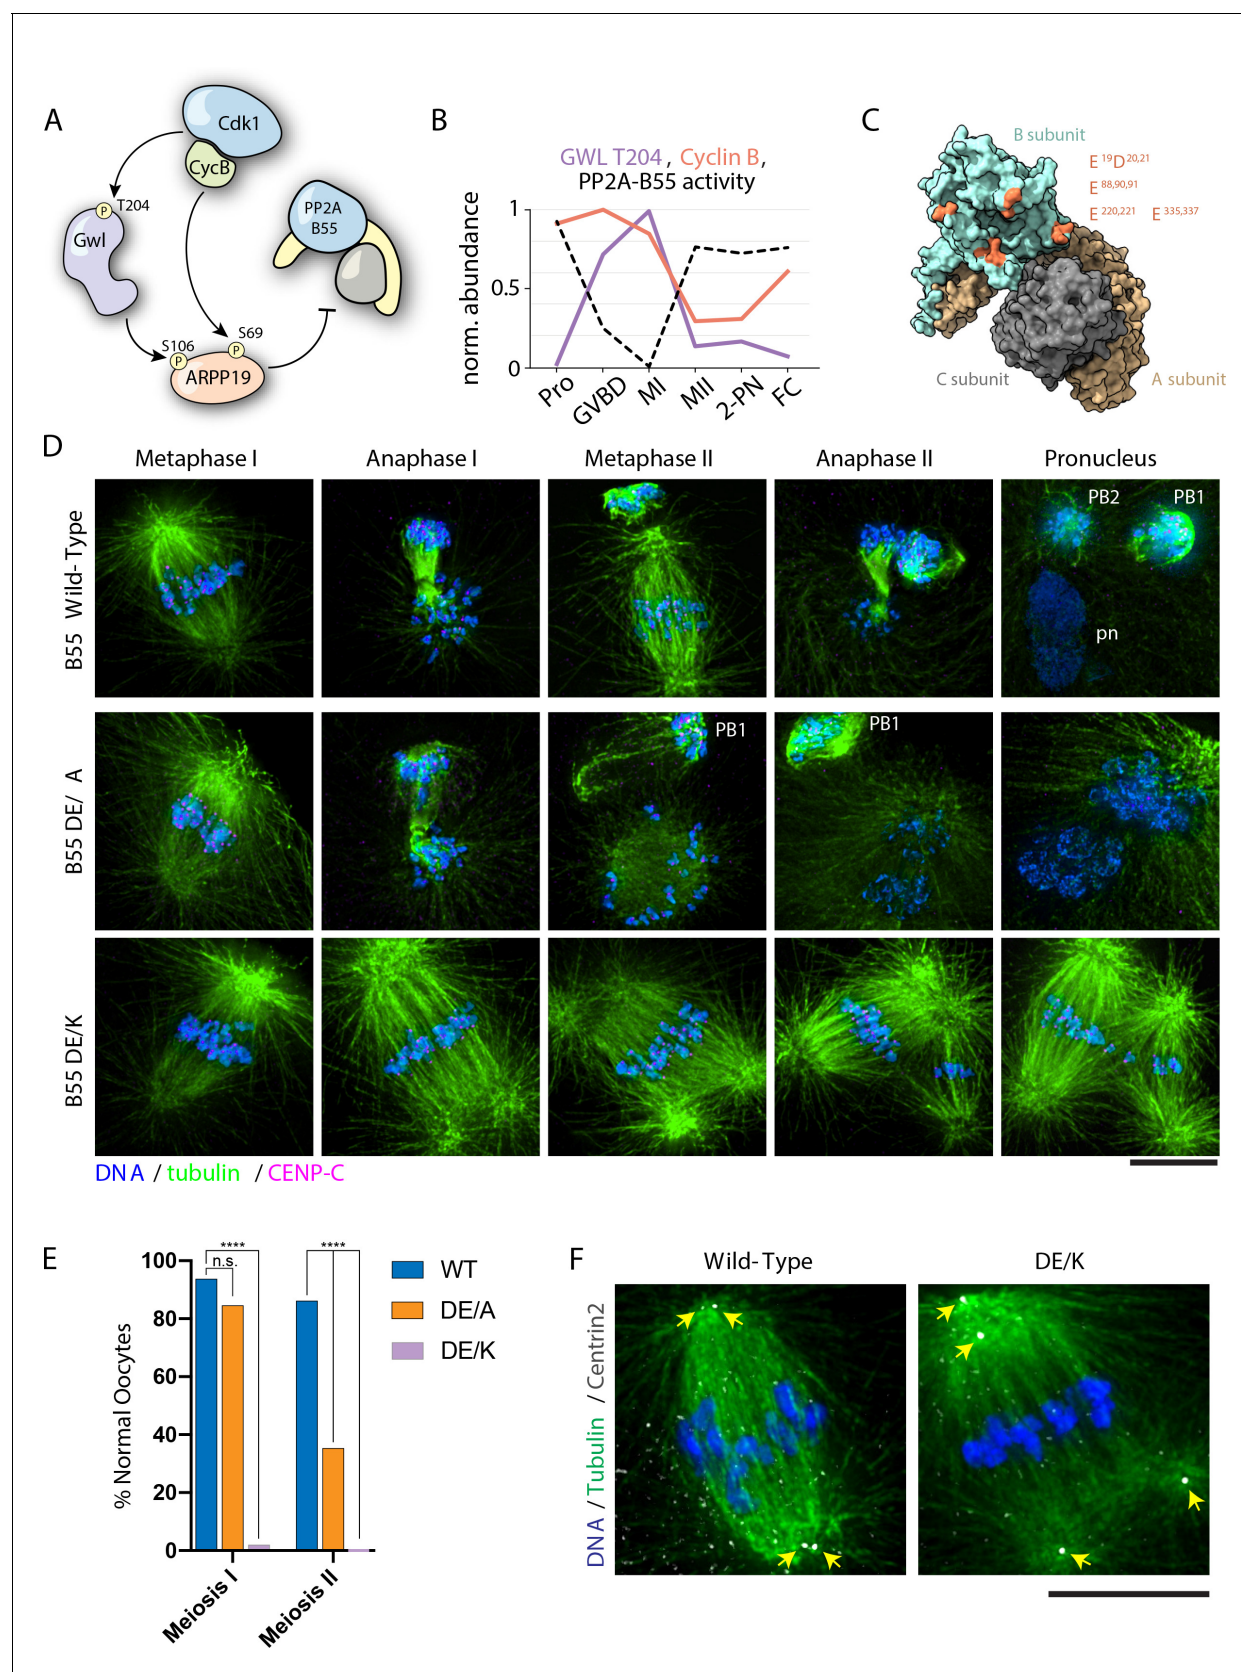 A
Cdk1
CycB
P
T204
Gwl
PP2A
B55
S106
S69
P
P
ARPP19
B
GWL T204 , Cyclin B ,
PP2A-B55 activity
norm. abundance
1
0.5
0
Pro
GVBD
MI
MII
2-PN
FC
C
B subunit
E 19 D 20,21
E 88,90,91
E 220,221 E 335,337
C subunit
A subunit
D
Metaphase I
Anaphase I
Metaphase II
Anaphase II
Pronucleus
B55 Wild- Type
PB2
PB1
pn
B55 DE/ A
PB1
PB1
B55 DE/K
DNA / tubulin / CENP-C
E
% Normal Oocytes
100
80
60
40
20
0
****
n.s.
****
Meiosis I
Meiosis II
WT
DE/A
DE/K
F
Wild- Type
DE/K
DNA / Tubulin / Centrin2